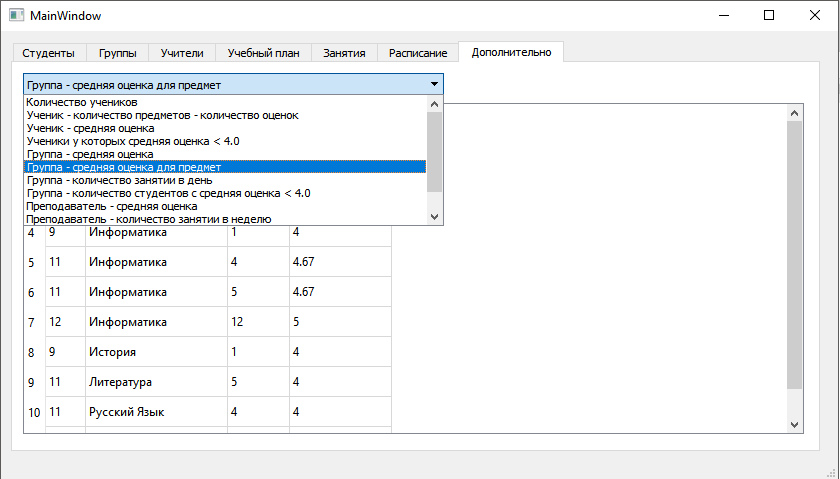 MainWindow
Студенты Группы Учители Учебный план Занятия Расписание Дополнительно
Группа - средняя оценка для предмет
Количество учеников
Ученик - количество предметов - количество оценок
Ученик - средняя оценка
Ученики у которых средняя оценка < 4.0
Группа - средняя оценка
Группа - средняя оценка для предмет
Группа - количество занятии в день
Группа - количество студентов с средняя оценка < 4.0
Преподаватель - средняя оценка
Преподаватель - количество занятии в неделю
4 9 Информатика 1 4
5 11 Информатика 4 4.67
6 11 Информатика 5 4.67
7 12 Информатика 12 5
8 9 История 1 4
9 11 Литература 5 4
10 11 Русский Язык 4 4